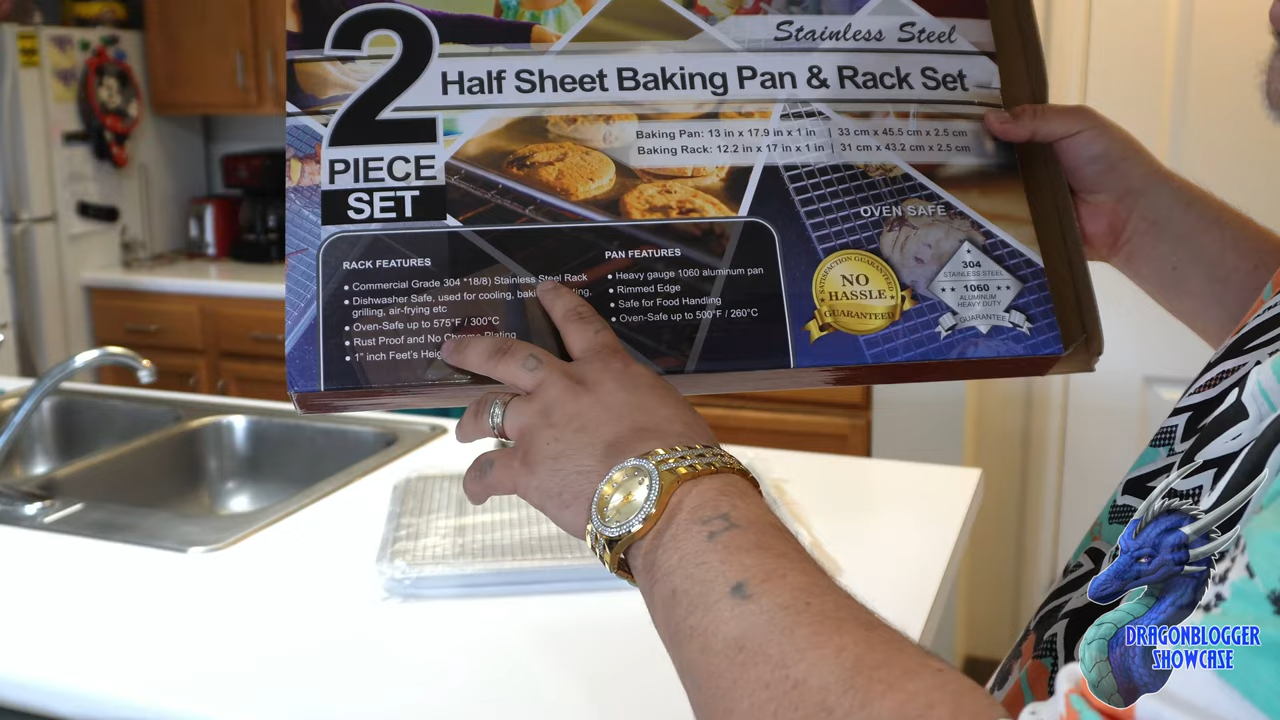 Stainless Steel
2
Half Sheet Baking Pan & Rack Set
Baking Pan: 13 in x 17.9 in x 1 in | 33 cm x 45.5 cm x 2.5 cm
Baking Rack: 12.2 in x 17 in x 1 in | 31 cm x 43.2 cm x 2.5 cm
PIECE
SET
OVEN SAFE
RACK FEATURES
• Commercial Grade 304 *18/8) Stainless Steel Rack
• Dishwasher Safe, used for cooling,
grilling, air-frying etc
• Oven-Safe up to 575°F / 300°C
• Rust Proof and No Chrome Plating
• 1" inch Feet's
PAN FEATURES
• Heavy gauge 1060 aluminum pan
• Rimmed Edge
• Safe for Food Handling
• Oven-Safe up to 500°F / 260°C
SATISFACTION GUARANTEED
NO
HASSLE
GUARANTEED
304
STAINLESS STEEL
1060
ALUMINUM
HEAVY DUTY
GUARANTEE
DRAGONBLOGGER
SHOWCASE